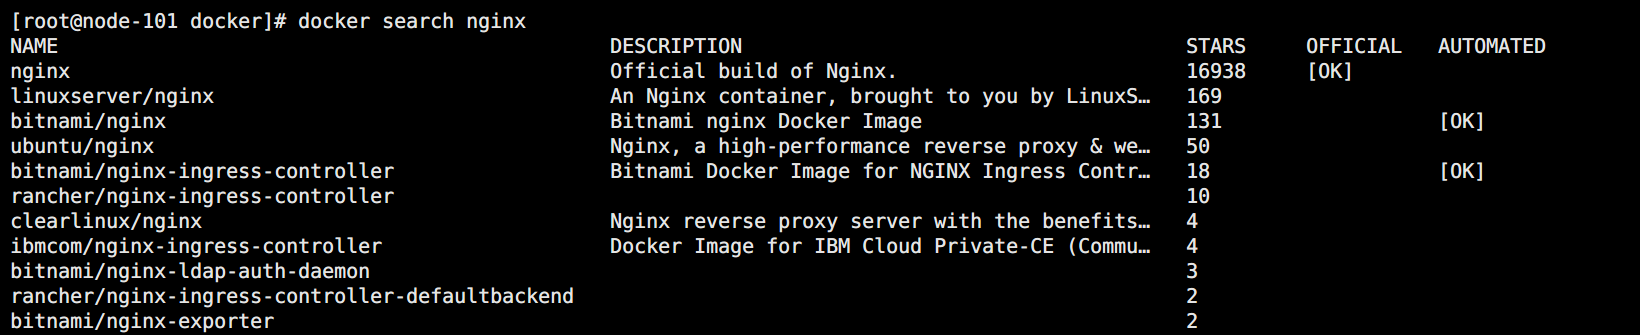 [root@node-101 docker]# docker search nginx
NAME DESCRIPTION STARS OFFICIAL AUTOMATED
nginx Official build of Nginx. 16938 [OK]
linuxserver/nginx An Nginx container, brought to you by LinuxS… 169
bitnami/nginx Bitnami nginx Docker Image 131 [OK]
ubuntu/nginx Nginx, a high-performance reverse proxy & we… 50
bitnami/nginx-ingress-controller Bitnami Docker Image for NGINX Ingress Contr… 18 [OK]
rancher/nginx-ingress-controller 10
clearlinux/nginx Nginx reverse proxy server with the benefits… 4
ibmcom/nginx-ingress-controller Docker Image for IBM Cloud Private-CE (Commu… 4
bitnami/nginx-ldap-auth-daemon 3
rancher/nginx-ingress-controller-defaultbackend 2
bitnami/nginx-exporter 2